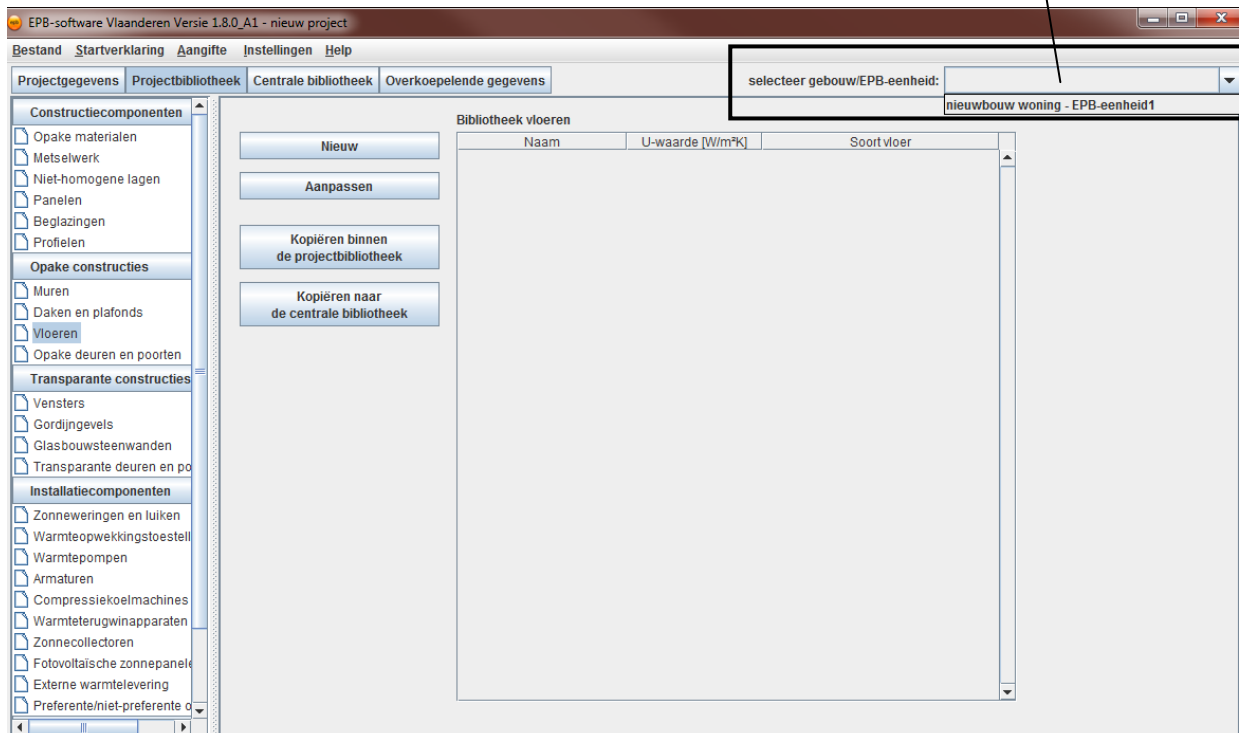 EPB-software Vlaanderen Versie 1.8.0_A1 - nieuw project
Bestand Startverklaring Aangifte Instellingen Help
Projectgegevens Projectbibliotheek Centrale bibliotheek Overkoepelende gegevens selecteer gebouw/EPB-eenheid:
nieuwbouw woning - EPB-eenheid1
Constructiecomponenten
Opake materialen
Metselwerk
Niet-homogene lagen
Panelen
Beglazingen
Profielen
Opake constructies
Muren
Daken en plafonds
Vloeren
Opake deuren en poorten
Transparante constructies
Vensters
Gordijngevels
Glasbouwsteenwanden
Transparante deuren en po
Installatiecomponenten
Zonneweringen en luiken
Warmteopwekkingstoestell
Warmtepompen
Armaturen
Compressiekoelmachines
Warmteterugwinapparaten
Zonnecollectoren
Fotovoltaïsche zonnepanele
Externe warmtelevering
Preferente/niet-preferente o
Nieuw
Aanpassen
Kopiëren binnen
de projectbibliotheek
Kopiëren naar
de centrale bibliotheek
Bibliotheek vloeren
Naam U-waarde [W/m²K] Soort vloer